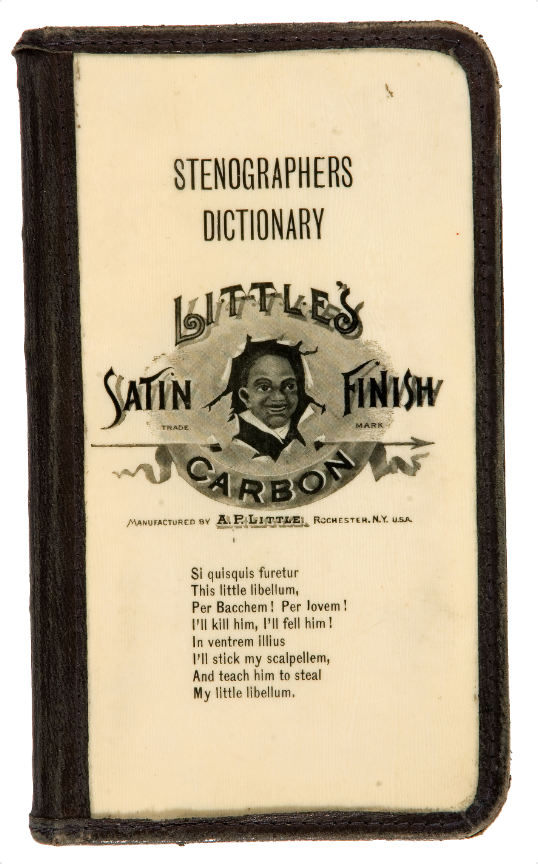 STENOGRAPHERS
DICTIONARY
LITTLE'S
SATIN FINISH
TRADE MARK
CARBON
MANUFACTURED BY A.P. LITTLE, ROCHESTER, N.Y. U.S.A.
Si quisquis furetur
This little libellum,
Per Bacchem! Per Jovem!
I'll kill him, I'll fell him!
In ventrem illius
I'll stick my scalpellem,
And teach him to steal
My little libellum.